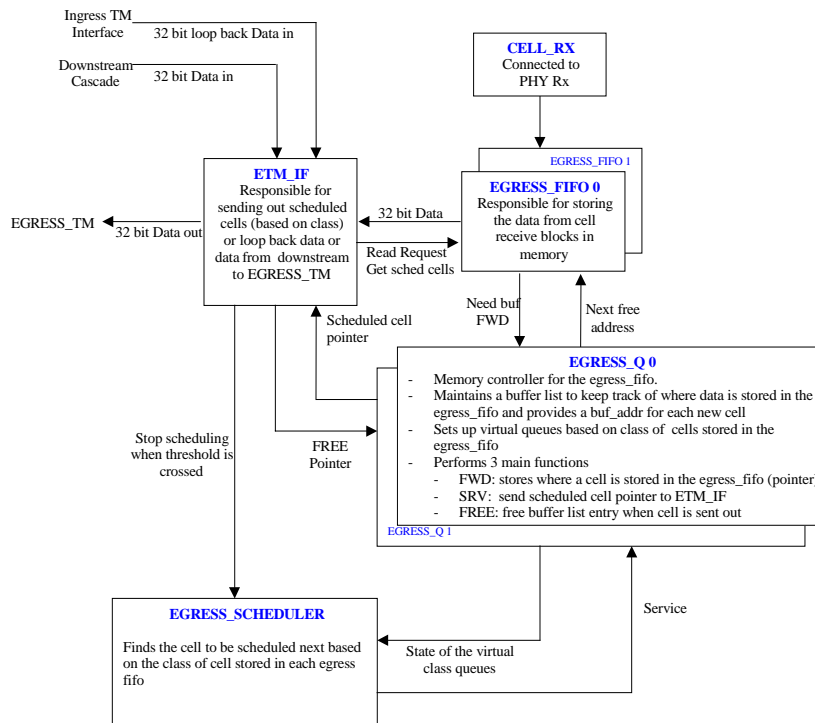 Ingress TM
Interface
32 bit loop back Data in
Downstream
Cascade
32 bit Data in
CELL_RX
Connected to
PHY Rx
ETM_IF
Responsible for
sending out scheduled
cells (based on class)
or loop back data or
data from downstream
to EGRESS_TM
EGRESS_TM
32 bit Data out
32 bit Data
Read Request
Get sched cells
EGRESS_FIFO 1
EGRESS_FIFO 0
Responsible for storing
the data from cell
receive blocks in
memory
Need buf
FWD
Next free
address
Scheduled cell
pointer
FREE
Pointer
Stop scheduling
when threshold is
crossed
EGRESS_Q 0
- Memory controller for the egress_fifo.
- Maintains a buffer list to keep track of where data is stored in the
egress_fifo and provides a buf_addr for each new cell
- Sets up virtual queues based on class of cells stored in the
egress_fifo
- Performs 3 main functions
- FWD: stores where a cell is stored in the egress_fifo (pointer)
- SRV: send scheduled cell pointer to ETM_IF
- FREE: free buffer list entry when cell is sent out
EGRESS_Q 1
EGRESS_SCHEDULER
Finds the cell to be scheduled next based
on the class of cell stored in each egress
fifo
State of the virtual
class queues
Service